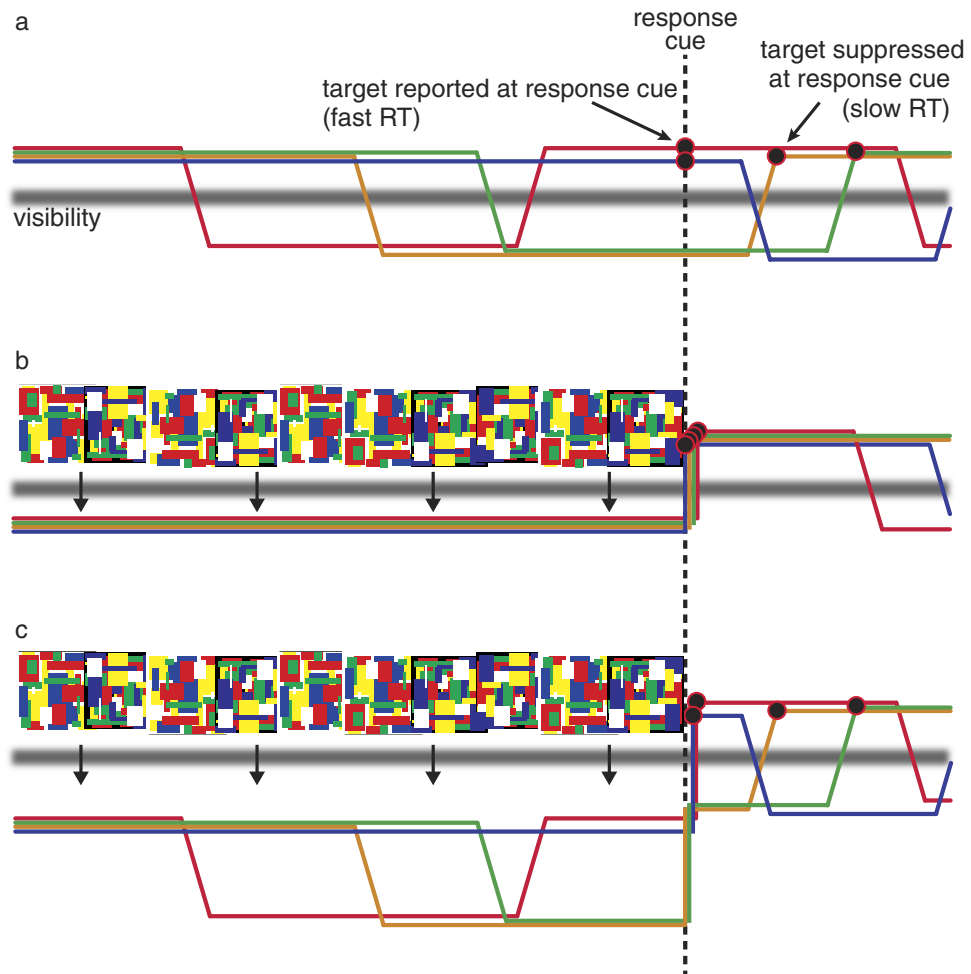 a
response
cue
target reported at response cue
(fast RT)
target suppressed
at response cue
(slow RT)
visibility
b
c